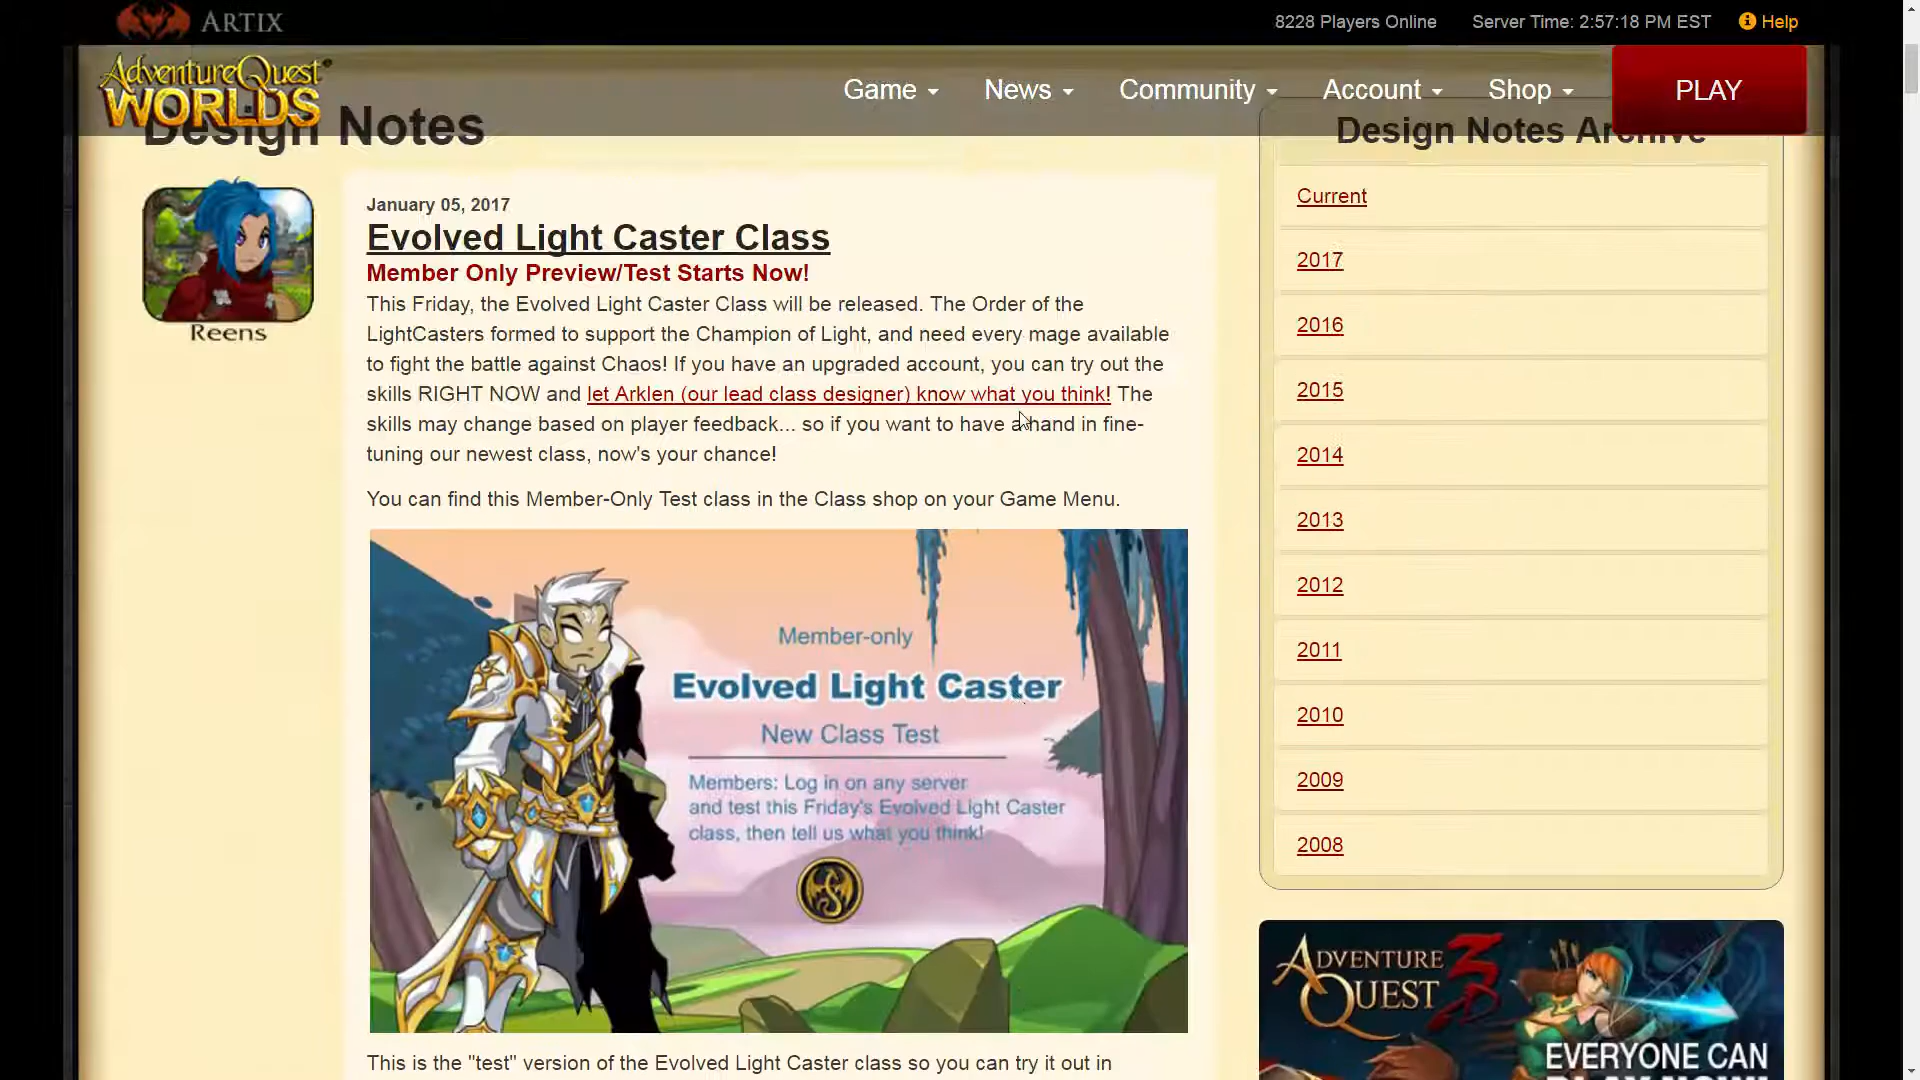 ARTIX
8228 Players Online
Server Time: 2:57:18 PM EST
Help
AdventureQuest
WORLDS
Game
News
Community
Account
Shop
PLAY
Design Notes
Reens
January 05, 2017
Evolved Light Caster Class
Member Only Preview/Test Starts Now!
This Friday, the Evolved Light Caster Class will be released. The Order of the
LightCasters formed to support the Champion of Light, and need every mage available
to fight the battle against Chaos! If you have an upgraded account, you can try out the
skills RIGHT NOW and let Arklen (our lead class designer) know what you think! The
skills may change based on player feedback... so if you want to have a hand in fine-
tuning our newest class, now's your chance!
You can find this Member-Only Test class in the Class shop on your Game Menu.
Member-only
Evolved Light Caster
New Class Test
Members: Log in on any server
and test this Friday's Evolved Light Caster
class, then tell us what you think!
This is the "test" version of the Evolved Light Caster class so you can try it out in
Design Notes Archive
Current
2017
2016
2015
2014
2013
2012
2011
2010
2009
2008
ADVENTURE
QUEST 3D
EVERYONE CAN
PLAY NOW!